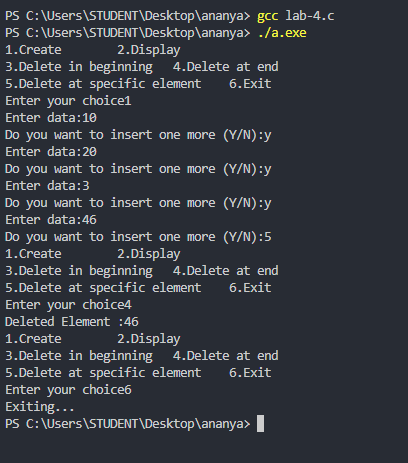 PS C:\Users\STUDENT\Desktop\ananya> gcc lab-4.c
PS C:\Users\STUDENT\Desktop\ananya> ./a.exe
1.Create        2.Display
3.Delete in beginning   4.Delete at end
5.Delete at specific element    6.Exit
Enter your choice1
Enter data:10
Do you want to insert one more (Y/N):y
Enter data:20
Do you want to insert one more (Y/N):y
Enter data:3
Do you want to insert one more (Y/N):y
Enter data:46
Do you want to insert one more (Y/N):5
1.Create        2.Display
3.Delete in beginning   4.Delete at end
5.Delete at specific element    6.Exit
Enter your choice4
Deleted Element :46
1.Create        2.Display
3.Delete in beginning   4.Delete at end
5.Delete at specific element    6.Exit
Enter your choice6
Exiting...
PS C:\Users\STUDENT\Desktop\ananya>